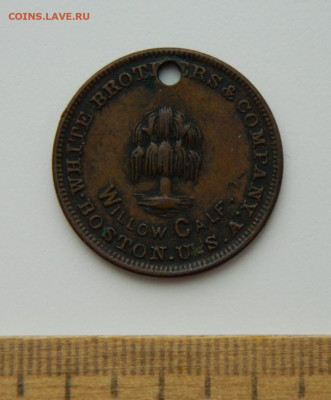 COINS.LAVE.RU
WHITE BROTHERS & COMPANY.
WILLOW CALF.
BOSTON. U.S.A.